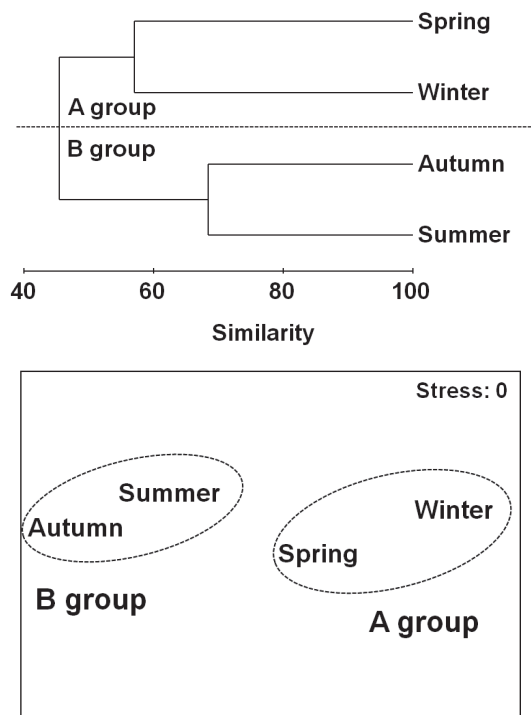 Spring
Winter
A group
B group
Autumn
Summer
40 60 80 100
Similarity
Stress: 0
Summer
Winter
Autumn
Spring
B group
A group